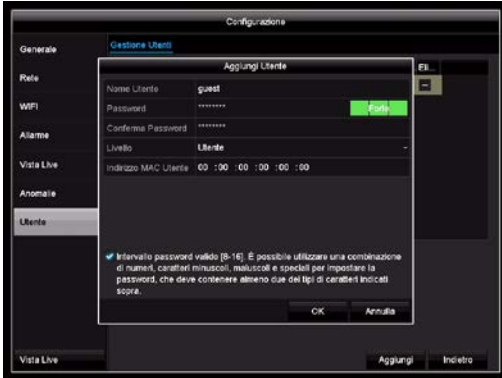 Configurazione
Generale
Rete
WIFI
Allarme
Vista Live
Anomalie
Utente
Gestione Utenti
Eli...
Aggiungi Utente
Nome Utente guest
Password ********
Forte
Conferma Password ********
Livello Utente
Indirizzo MAC Utente 00 :00 :00 :00 :00 :00
Intervallo password valido [8-16]. È possibile utilizzare una combinazione
di numeri, caratteri minuscoli, maiuscoli e speciali per impostare la
password, che deve contenere almeno due dei tipi di caratteri indicati
sopra.
OK Annulla
Vista Live
Aggiungi Indietro